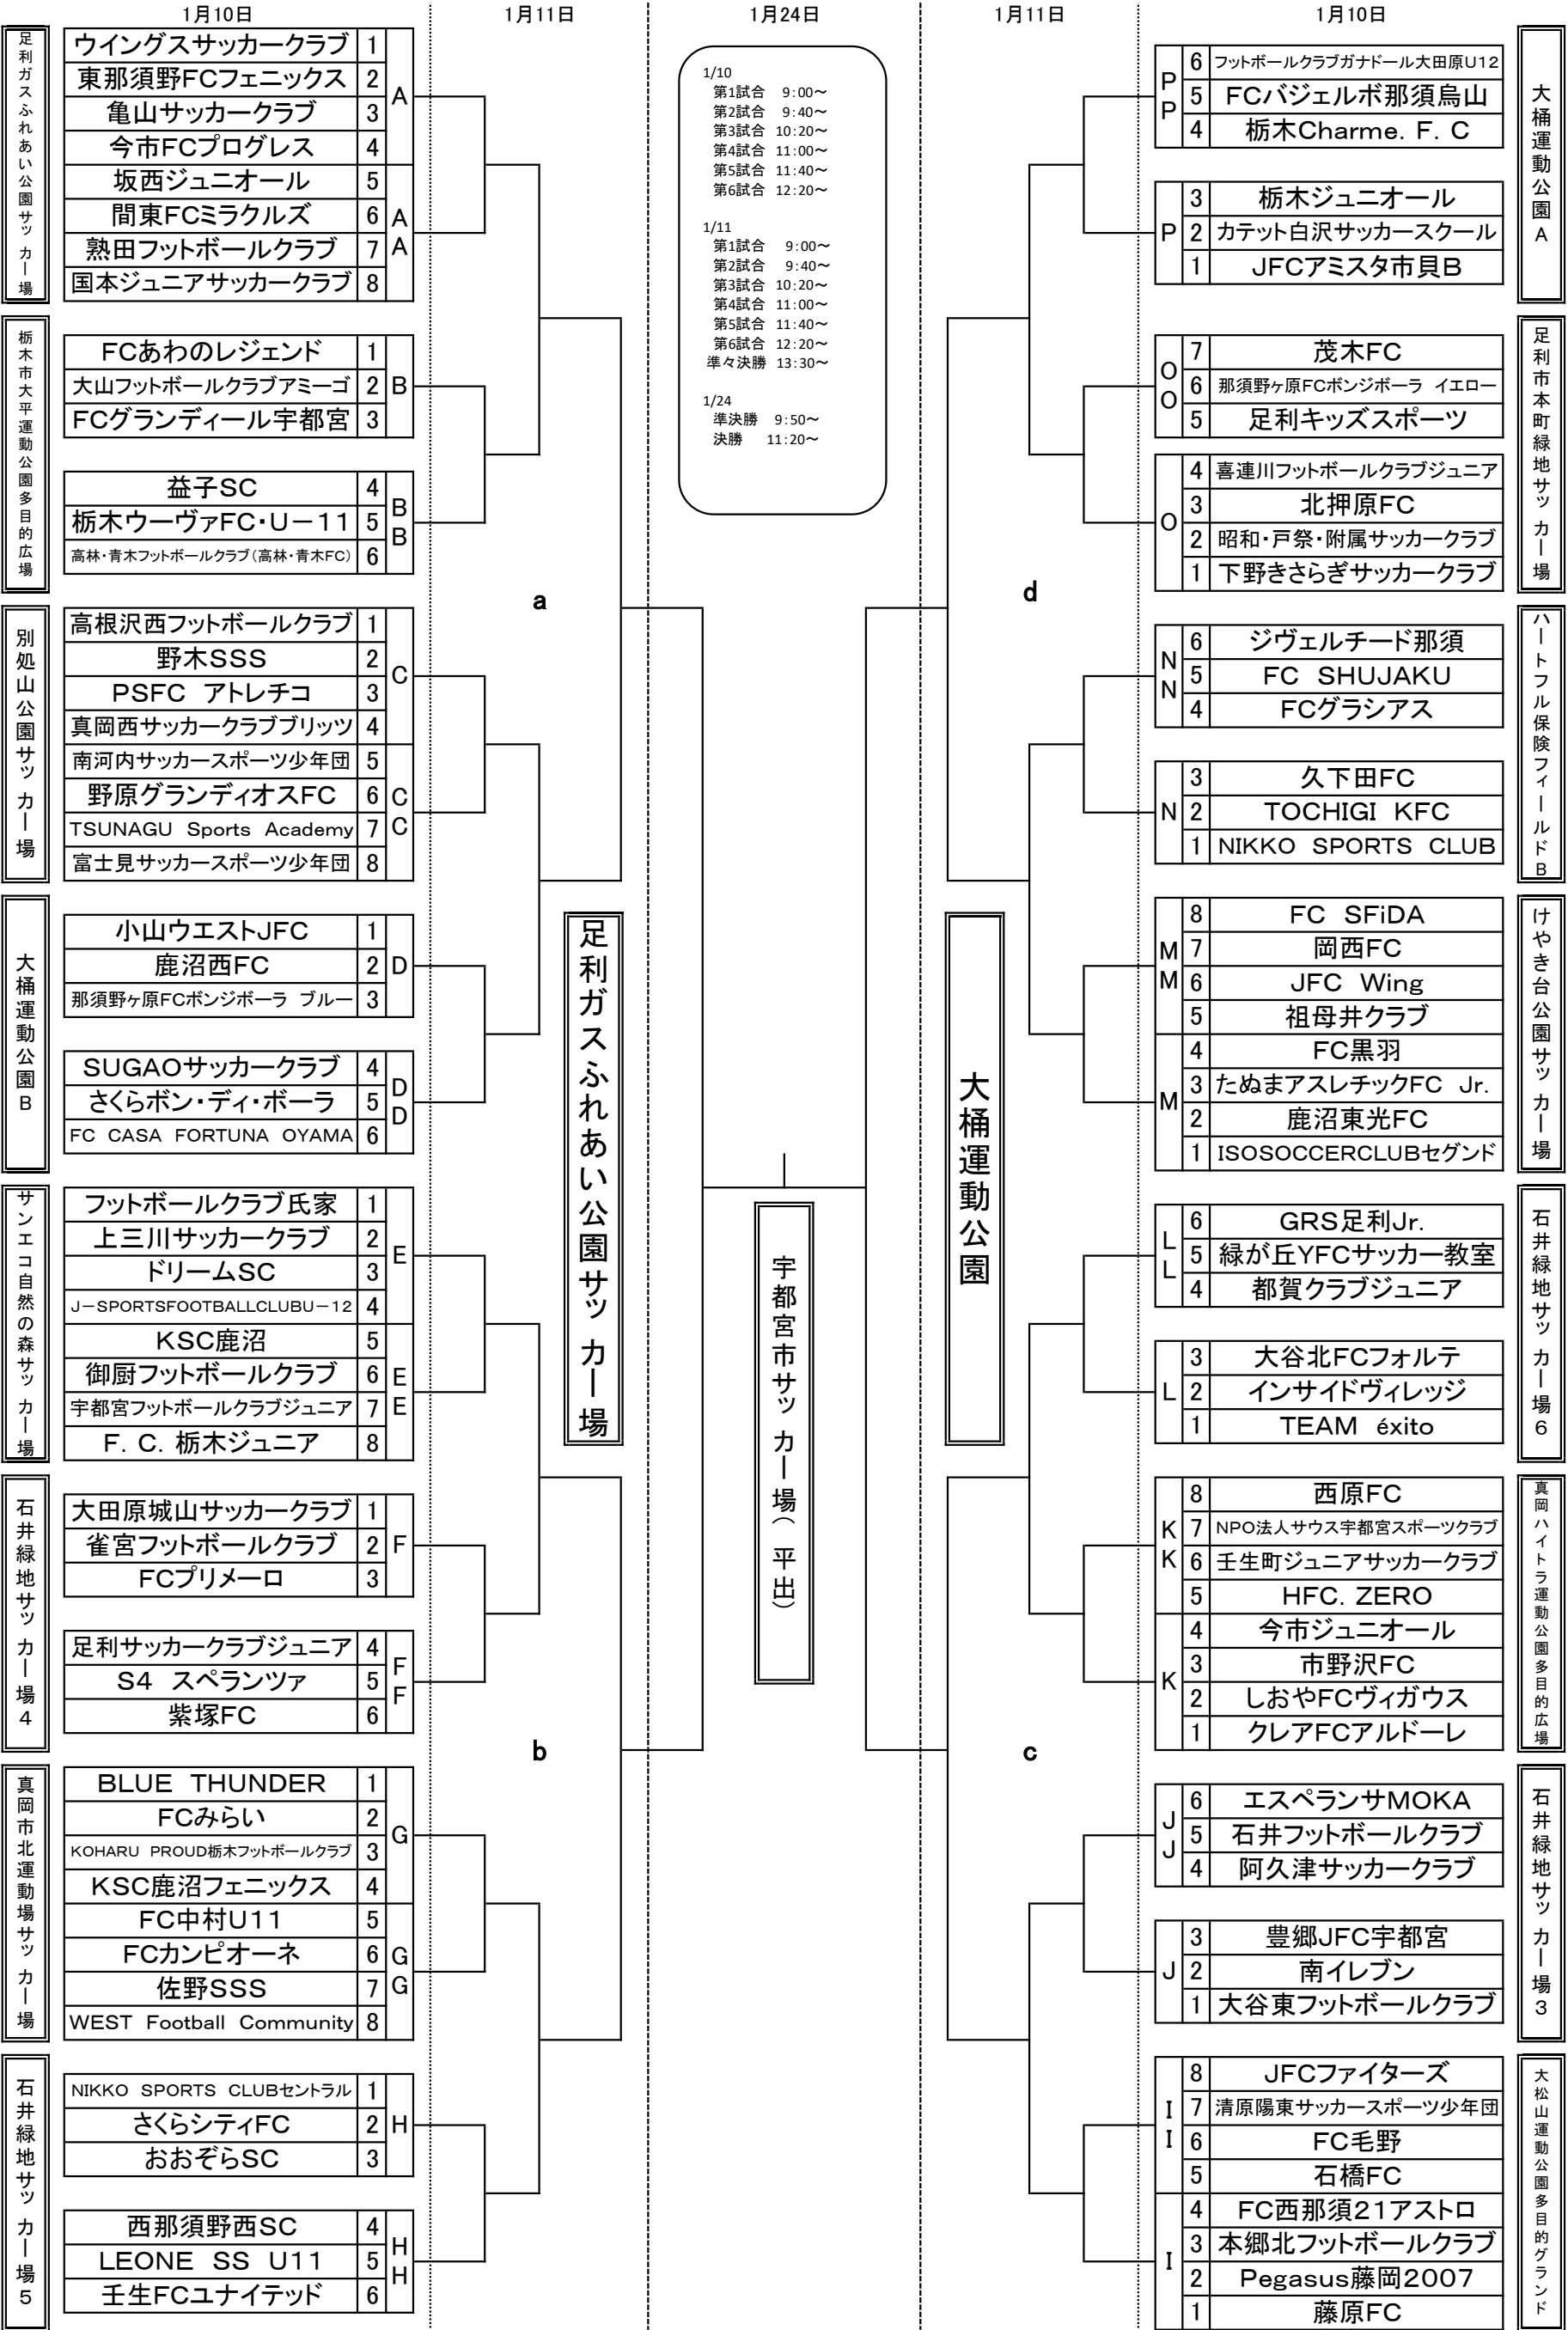 1月10日
1月11日
1月24日
1月11日
1月10日
足利ガスふれあい公園サッカー場
ウイングスサッカークラブ 1
東那須野FCフェニックス 2
亀山サッカークラブ 3
今市FCプログレス 4
A
坂西ジュニオール 5
間東FCミラクルズ 6
熟田フットボールクラブ 7
国本ジュニアサッカークラブ 8
AA
栃木市大平運動公園多目的広場
FCあわのレジェンド 1
大山フットボールクラブアミーゴ 2
FCグランディール宇都宮 3
B
益子SC 4
栃木ウーヴァFC・U－11 5
高林・青木フットボールクラブ(高林・青木FC) 6
BB
別処山公園サッカー場
高根沢西フットボールクラブ 1
野木SSS 2
PSFC アトレチコ 3
真岡西サッカークラブブリッツ 4
C
南河内サッカースポーツ少年団 5
野原グランディオスFC 6
TSUNAGU Sports Academy 7
富士見サッカースポーツ少年団 8
CC
大桶運動公園B
小山ウエストJFC 1
鹿沼西FC 2
那須野ヶ原FCボンジボーラ ブルー 3
D
SUGAOサッカークラブ 4
さくらボン・ディ・ボーラ 5
FC CASA FORTUNA OYAMA 6
DD
サンエコ自然の森サッカー場
フットボールクラブ氏家 1
上三川サッカークラブ 2
ドリームSC 3
J－SPORTSFOOTBALLCLUBU－12 4
E
KSC鹿沼 5
御厨フットボールクラブ 6
宇都宮フットボールクラブジュニア 7
F. C. 栃木ジュニア 8
EE
石井緑地サッカー場4
大田原城山サッカークラブ 1
雀宮フットボールクラブ 2
FCプリメーロ 3
F
足利サッカークラブジュニア 4
S4 スペランツァ 5
紫塚FC 6
FF
真岡市北運動場サッカー場
BLUE THUNDER 1
FCみらい 2
KOHARU PROUD栃木フットボールクラブ 3
KSC鹿沼フェニックス 4
G
FC中村U11 5
FCカンピオーネ 6
佐野SSS 7
WEST Football Community 8
GG
石井緑地サッカー場5
NIKKO SPORTS CLUBセントラル 1
さくらシティFC 2
おおぞらSC 3
H
西那須野西SC 4
LEONE SS U11 5
壬生FCユナイテッド 6
HH
a
b
足利ガスふれあい公園サッカー場
1/10
第1試合 9:00～
第2試合 9:40～
第3試合 10:20～
第4試合 11:00～
第5試合 11:40～
第6試合 12:20～
1/11
第1試合 9:00～
第2試合 9:40～
第3試合 10:20～
第4試合 11:00～
第5試合 11:40～
第6試合 12:20～
準々決勝 13:30～
1/24
準決勝 9:50～
決勝 11:20～
宇都宮市サッカー場(平出)
d
c
大桶運動公園
大桶運動公園A
PP
6 フットボールクラブガナドール大田原U12
5 FCバジェルボ那須烏山
4 栃木Charme. F. C
P
3 栃木ジュニオール
2 カテット白沢サッカースクール
1 JFCアミスタ市貝B
足利市本町緑地サッカー場
OO
7 茂木FC
6 那須野ヶ原FCボンジボーラ イエロー
5 足利キッズスポーツ
O
4 喜連川フットボールクラブジュニア
3 北押原FC
2 昭和・戸祭・附属サッカークラブ
1 下野きさらぎサッカークラブ
ハートフル保険フィールドB
NN
6 ジヴェルチード那須
5 FC SHUJAKU
4 FCグラシアス
N
3 久下田FC
2 TOCHIGI KFC
1 NIKKO SPORTS CLUB
けやき台公園サッカー場
MM
8 FC SFiDA
7 岡西FC
6 JFC Wing
5 祖母井クラブ
M
4 FC黒羽
3 たぬまアスレチックFC Jr.
2 鹿沼東光FC
1 ISOSOCCERCLUBセグンド
石井緑地サッカー場6
LL
6 GRS足利Jr.
5 緑が丘YFCサッカー教室
4 都賀クラブジュニア
L
3 大谷北FCフォルテ
2 インサイドヴィレッジ
1 TEAM éxito
真岡ハイトラ運動公園多目的広場
KK
8 西原FC
7 NPO法人サウス宇都宮スポーツクラブ
6 壬生町ジュニアサッカークラブ
5 HFC. ZERO
K
4 今市ジュニオール
3 市野沢FC
2 しおやFCヴィガウス
1 クレアFCアルドーレ
石井緑地サッカー場3
JJ
6 エスペランサMOKA
5 石井フットボールクラブ
4 阿久津サッカークラブ
J
3 豊郷JFC宇都宮
2 南イレブン
1 大谷東フットボールクラブ
大松山運動公園多目的グランド
II
8 JFCファイターズ
7 清原陽東サッカースポーツ少年団
6 FC毛野
5 石橋FC
I
4 FC西那須21アストロ
3 本郷北フットボールクラブ
2 Pegasus藤岡2007
1 藤原FC